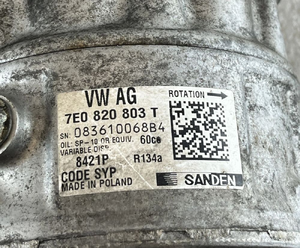 VW AG
ROTATION
7E0 820 803 T
SN 083610068B4
OIL: SP-10 OR EQUIV. 60cc
VARIABLE DISP.
8421P R134a
CODE SYP
MADE IN POLAND
SANDEN